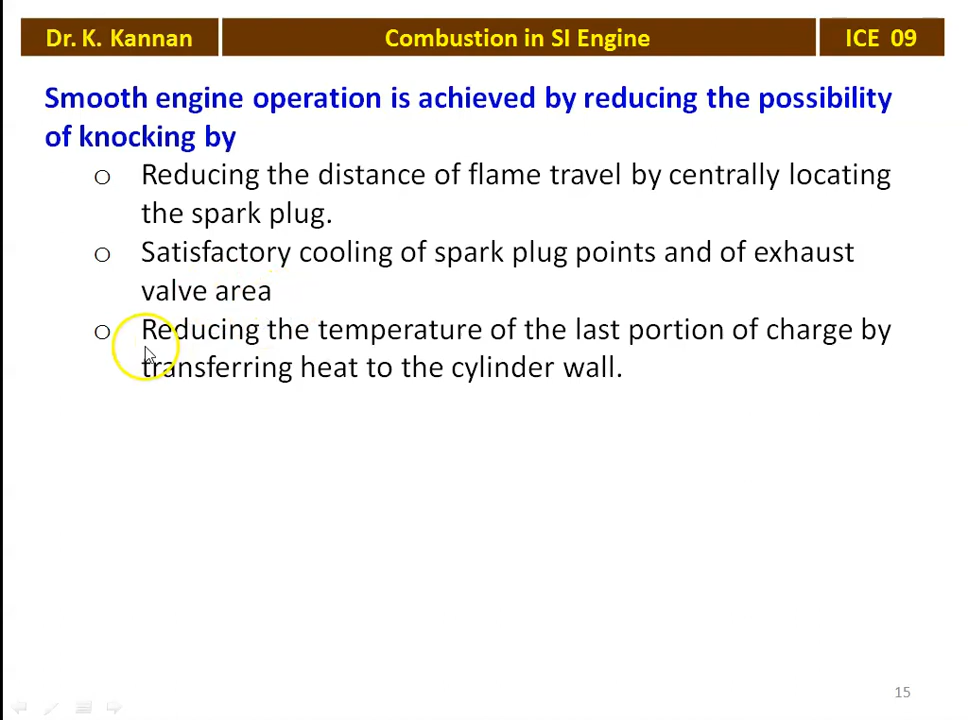 Dr. K. Kannan
Combustion in SI Engine
ICE 09
Smooth engine operation is achieved by reducing the possibility
of knocking by
o Reducing the distance of flame travel by centrally locating
the spark plug.
o Satisfactory cooling of spark plug points and of exhaust
valve area
o Reducing the temperature of the last portion of charge by
transferring heat to the cylinder wall.
15